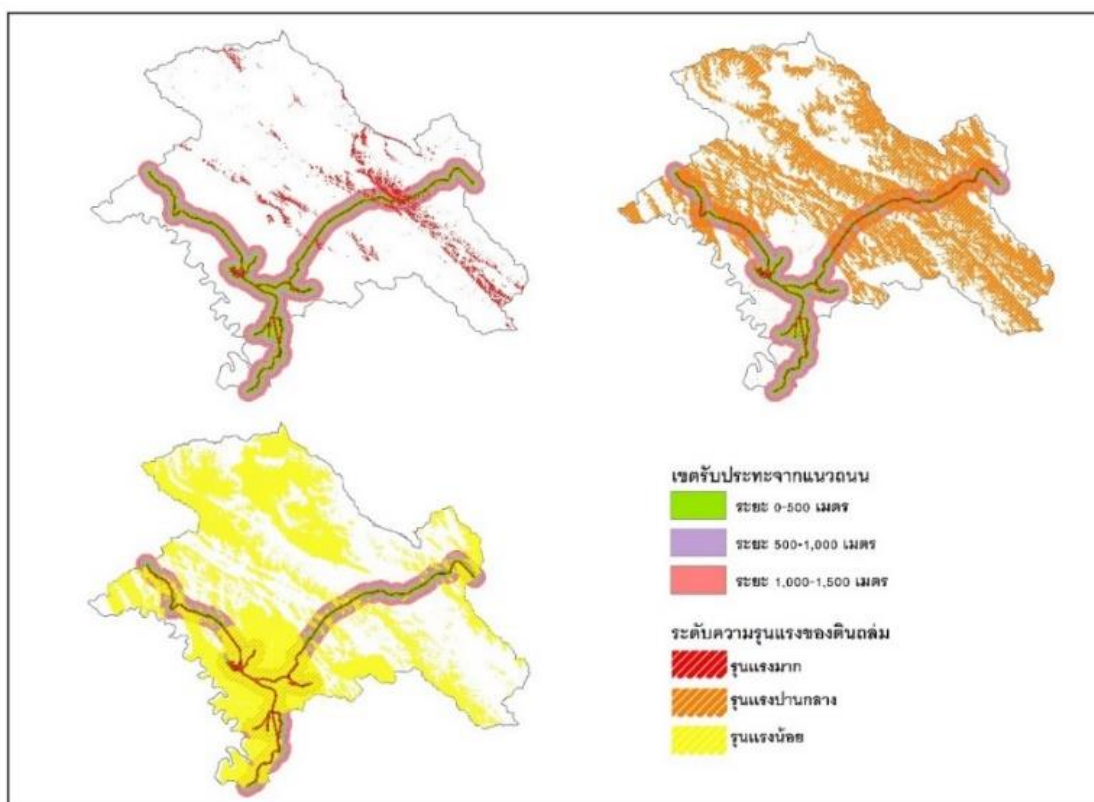 เขตรับประทะจากแนวถนน
ระยะ 0-500 เมตร
ระยะ 500-1,000 เมตร
ระยะ 1,000-1,500 เมตร
ระดับความรุนแรงของดินถล่ม
รุนแรงมาก
รุนแรงปานกลาง
รุนแรงน้อย